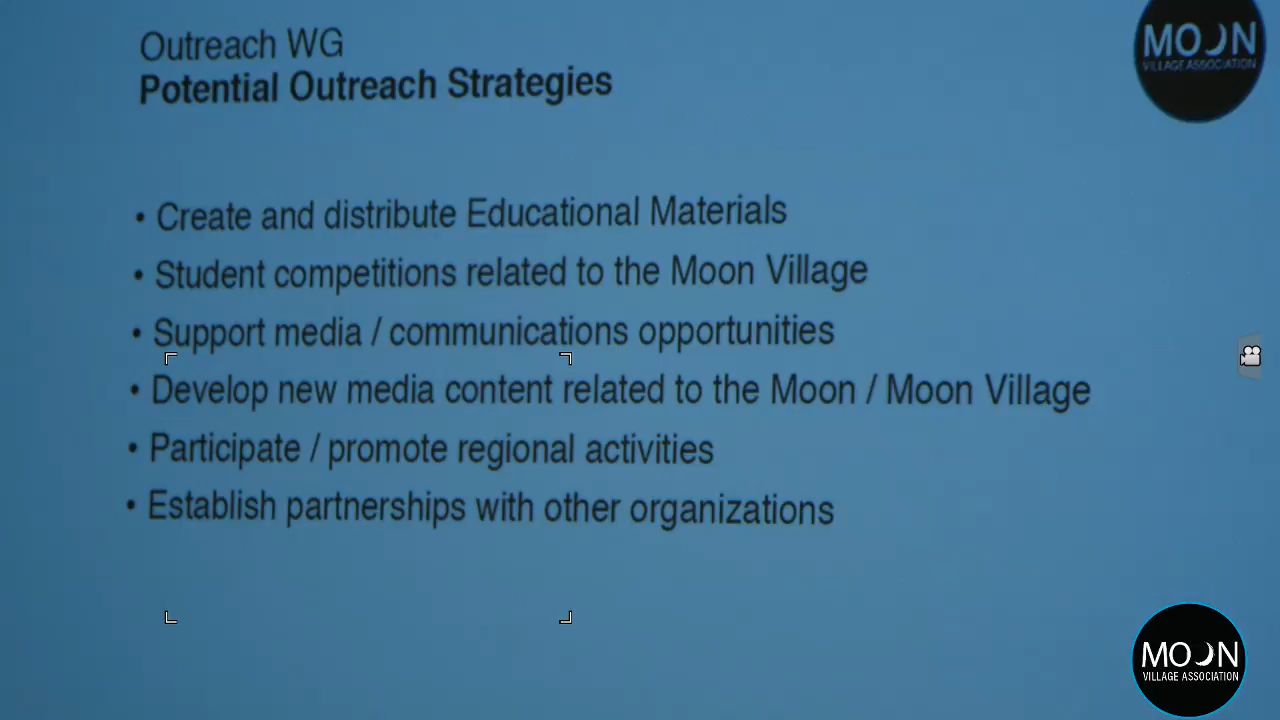 Outreach WG
Potential Outreach Strategies
MOON
VILLAGE ASSOCIATION
• Create and distribute Educational Materials
• Student competitions related to the Moon Village
• Support media / communications opportunities
• Develop new media content related to the Moon / Moon Village
• Participate / promote regional activities
• Establish partnerships with other organizations
MOON
VILLAGE ASSOCIATION